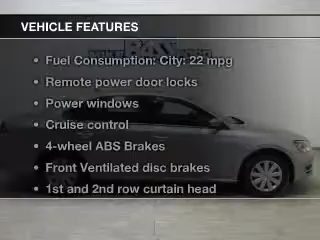 VEHICLE FEATURES
• Fuel Consumption: City: 22 mpg
• Remote power door locks
• Power windows
• Cruise control
• 4-wheel ABS Brakes
• Front Ventilated disc brakes
• 1st and 2nd row curtain head